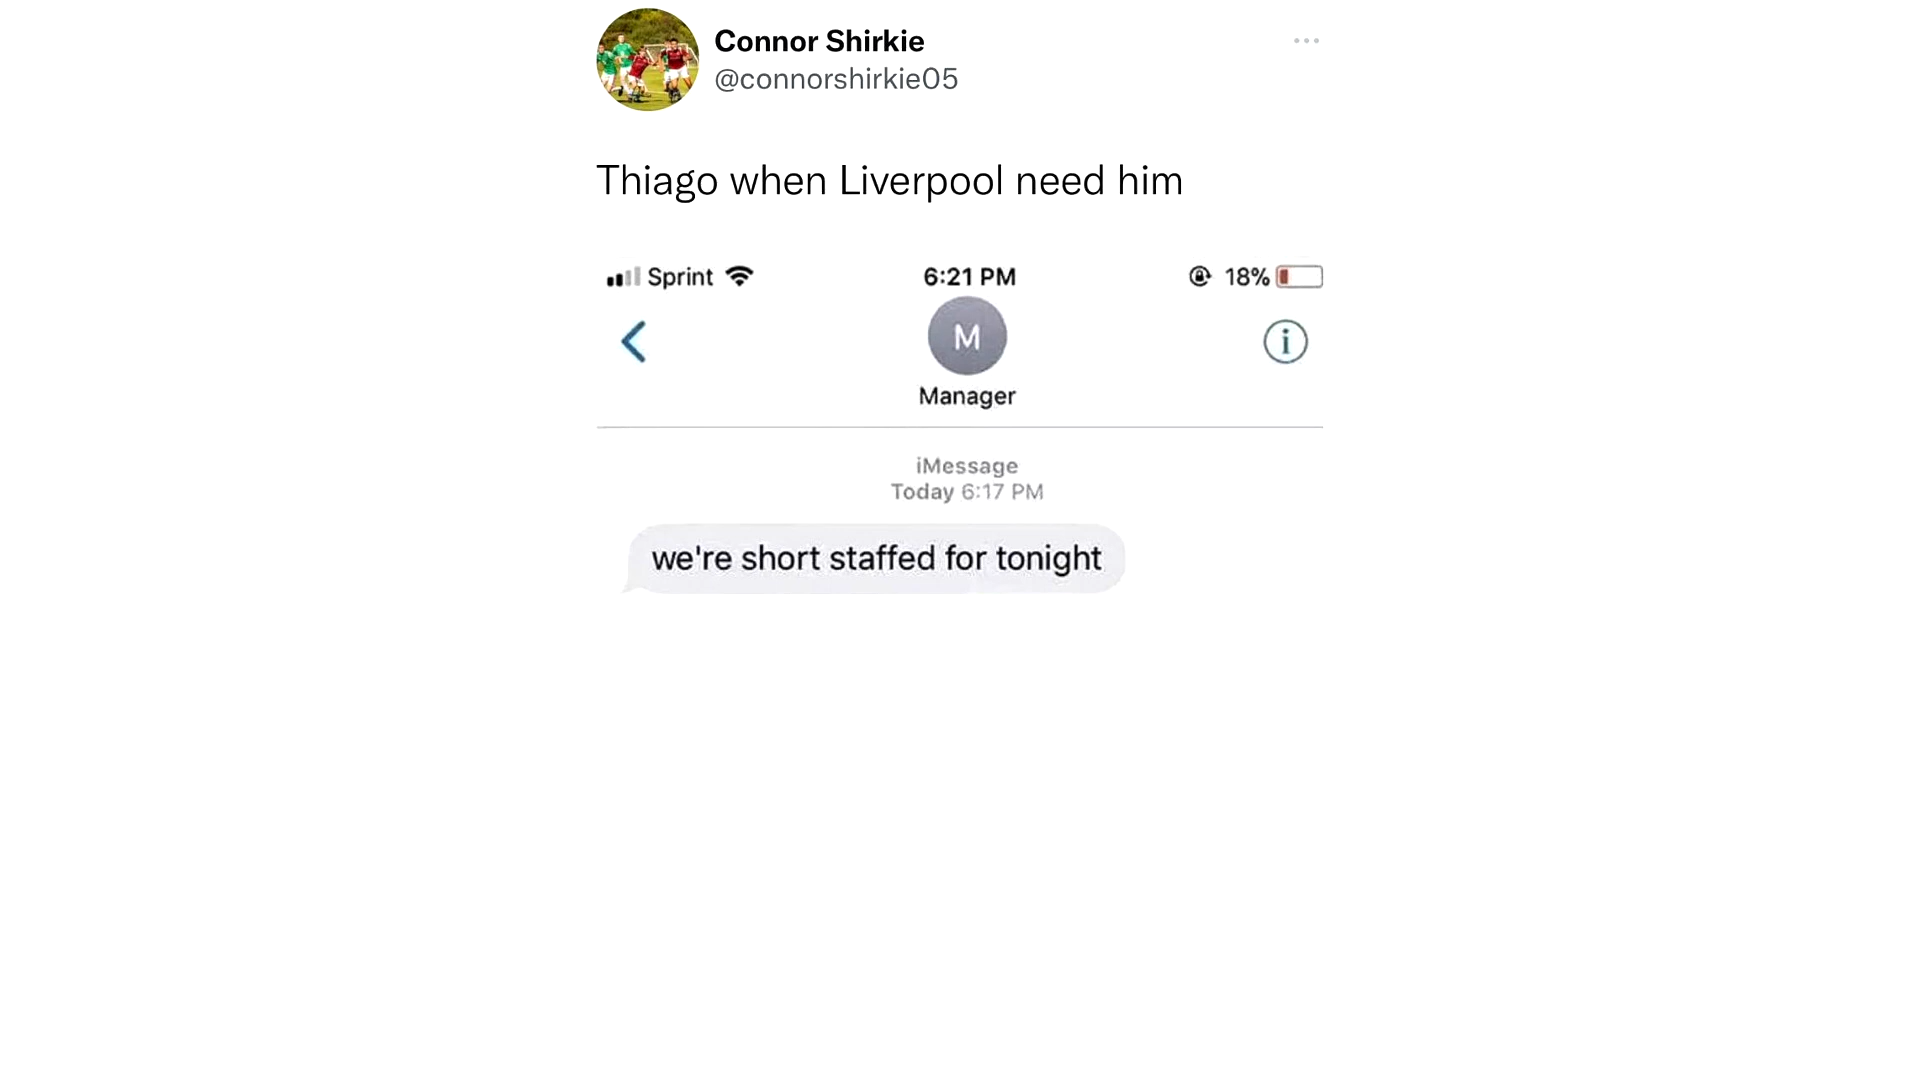 Connor Shirkie
@connorshirkie05
Thiago when Liverpool need him
Sprint 6:21 PM 18%
M
Manager
iMessage
Today 6:17 PM
we're short staffed for tonight